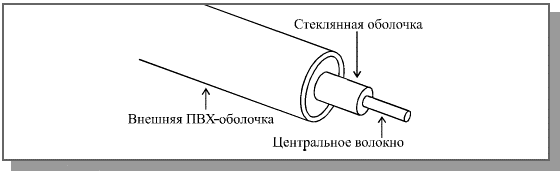 Стеклянная оболочка
Внешняя ПВХ-оболочка
Центральное волокно